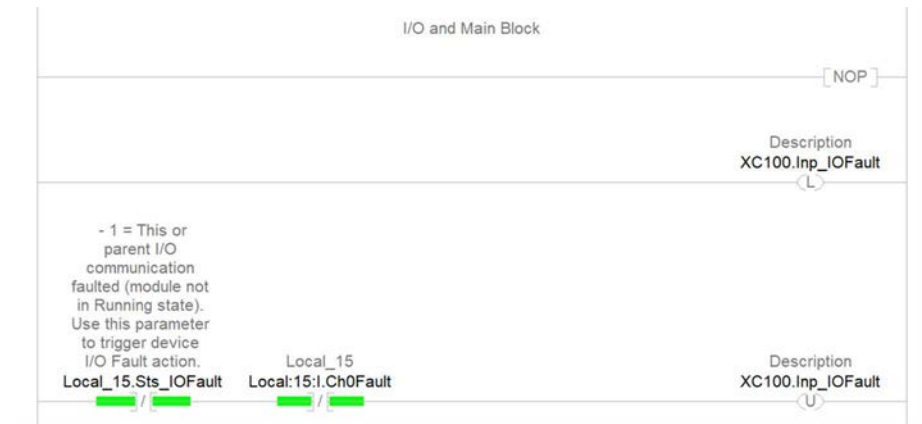 I/O and Main Block
NOP
Description
XC100.Inp_IOFault
L
- 1 = This or
parent I/O
communication
faulted (module not
in Running state).
Use this parameter
to trigger device
I/O Fault action.
Local_15.Sts_IOFault
/
Local_15
Local:15:I.Ch0Fault
/
Description
XC100.Inp_IOFault
U